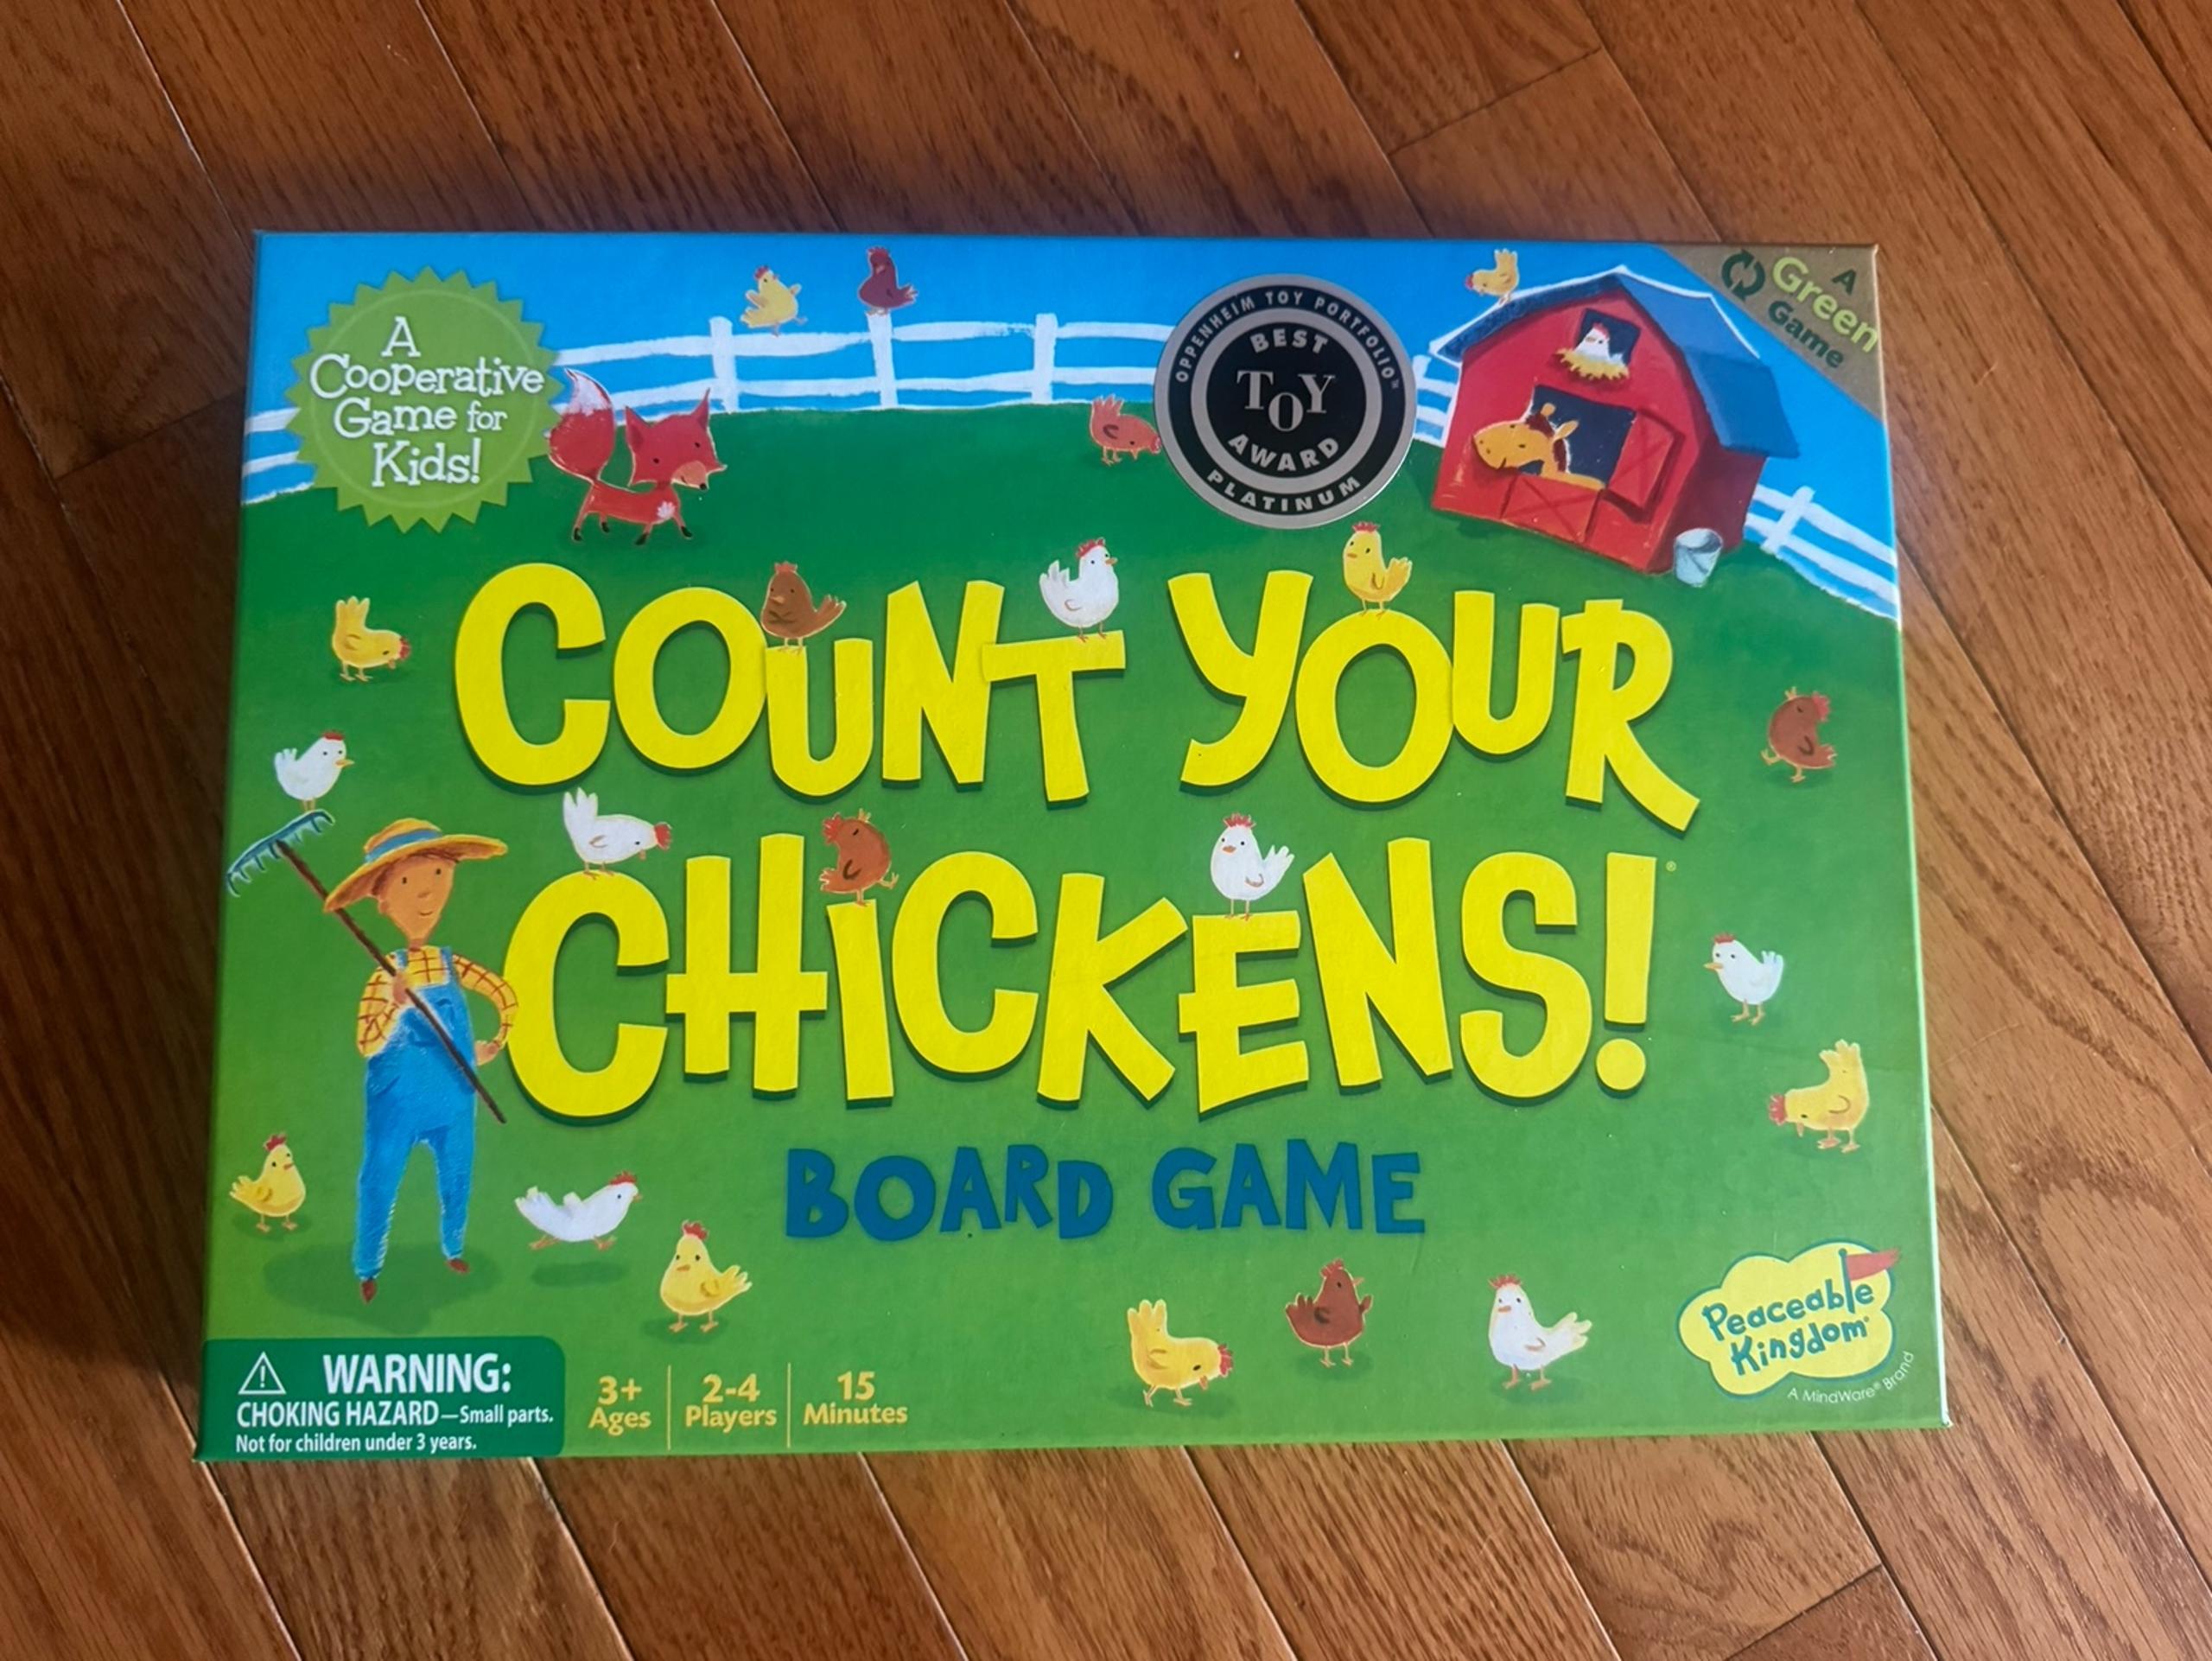 A
Cooperative
Game for
Kids!
OPPENHEIM TOY PORTFOLIO™
BEST
TOY
AWARD
PLATINUM
A
Green
Game
COUNT YOUR
CHICKENS!®
BOARD GAME
WARNING:
CHOKING HAZARD—Small parts.
Not for children under 3 years.
3+
Ages
2-4
Players
15
Minutes
Peaceable
Kingdom®
A MindWare® Brand